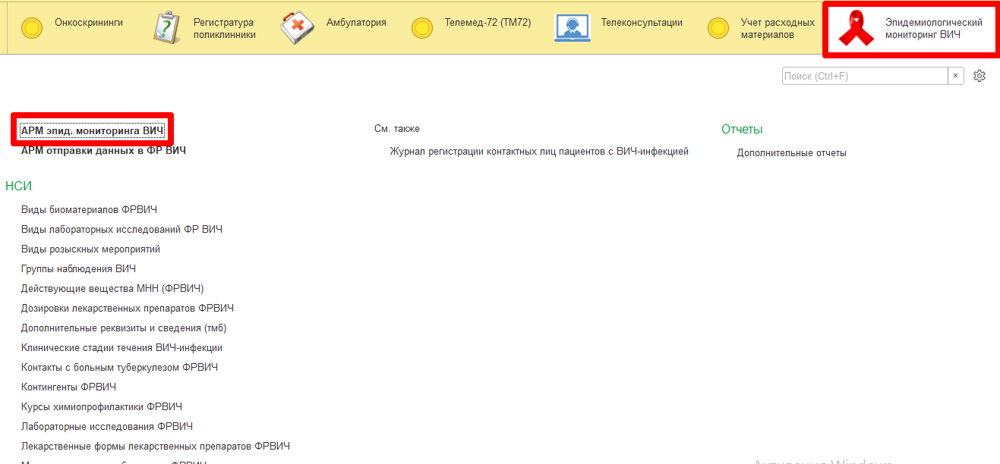 Онкоскрининги
Регистратура
поликлиники
Амбулатория
Телемед-72 (ТМ72)
Телеконсультации
Учет расходных
материалов
Эпидемиологический
мониторинг ВИЧ
Поиск (Ctrl+F)
×
АРМ эпид. мониторинга ВИЧ
АРМ отправки данных в ФР ВИЧ
См. также
Журнал регистрации контактных лиц пациентов с ВИЧ-инфекцией
Отчеты
Дополнительные отчеты
НСИ
Виды биоматериалов ФРВИЧ
Виды лабораторных исследований ФР ВИЧ
Виды розыскных мероприятий
Группы наблюдения ВИЧ
Действующие вещества МНН (ФРВИЧ)
Дозировки лекарственных препаратов ФРВИЧ
Дополнительные реквизиты и сведения (тмб)
Клинические стадии течения ВИЧ-инфекции
Контакты с больным туберкулезом ФРВИЧ
Контингенты ФРВИЧ
Курсы химиопрофилактики ФРВИЧ
Лабораторные исследования ФРВИЧ
Лекарственные формы лекарственных препаратов ФРВИЧ
Активация Windows